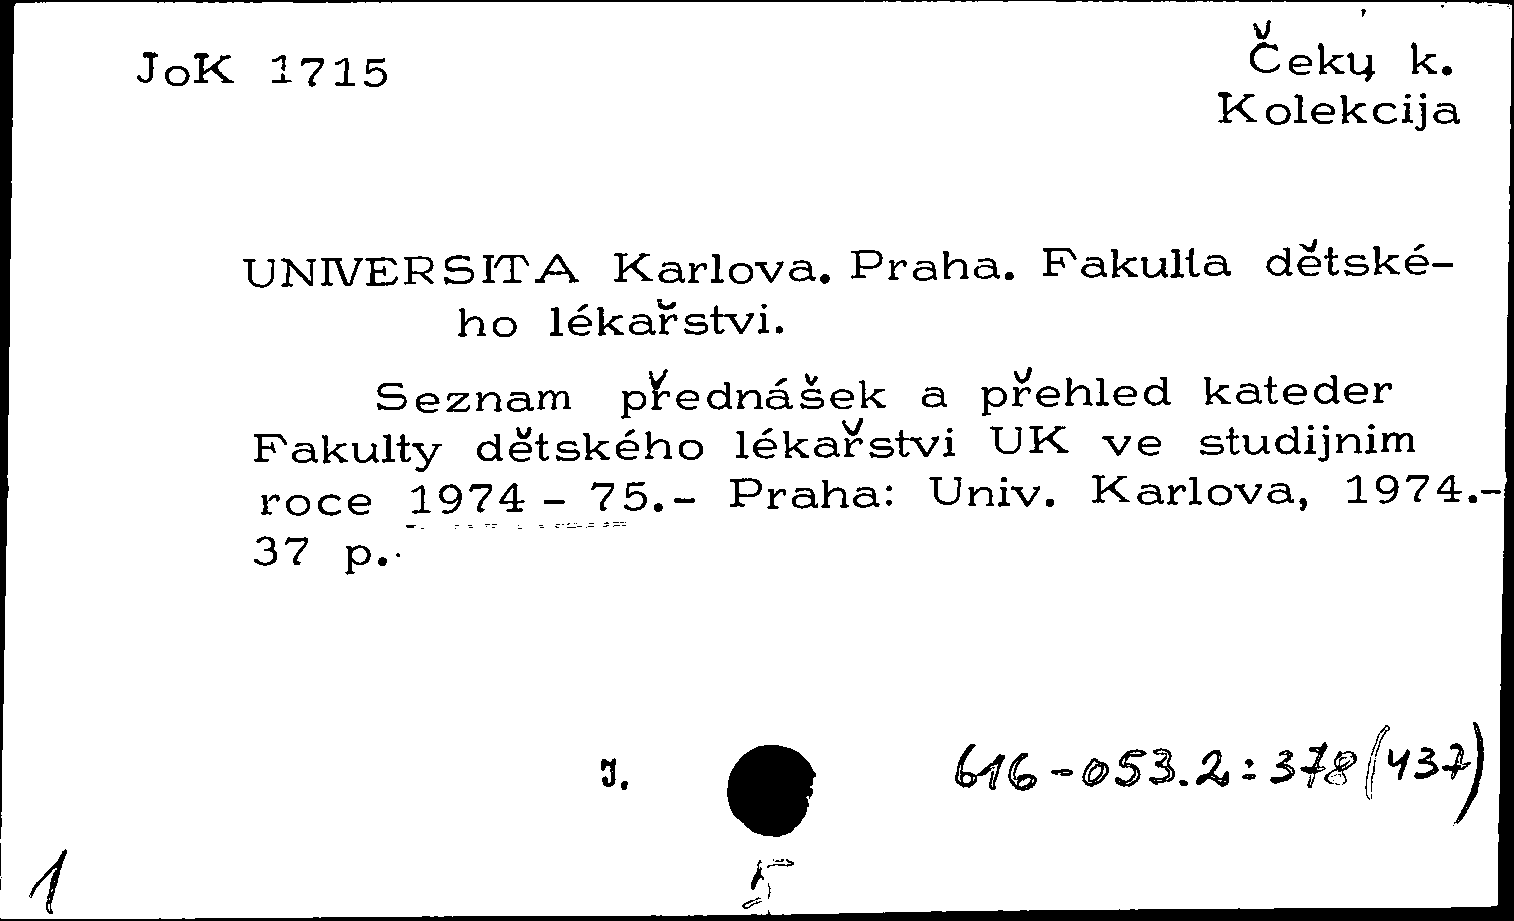 JoK 1715
Čekų k.
Kolekcija
UNIVERSITA Karlova. Praha. Fakulta dětské-
ho lékařstvi.
Seznam přednášek a přehled kateder
Fakulty dětského lékařstvi UK ve studijnim
roce 1974 - 75.- Praha: Univ. Karlova, 1974.-
37 p.
J.
616-053.2:378(437)
1
5